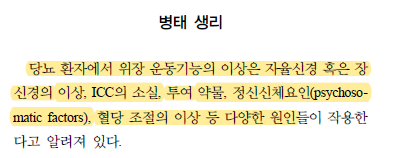 병태 생리
당뇨 환자에서 위장 운동기능의 이상은 자율신경 혹은 장
신경의 이상, ICC의 소실, 투여 약물, 정신신체요인(psychoso-
matic factors), 혈당 조절의 이상 등 다양한 원인들이 작용한
다고 알려져 있다.